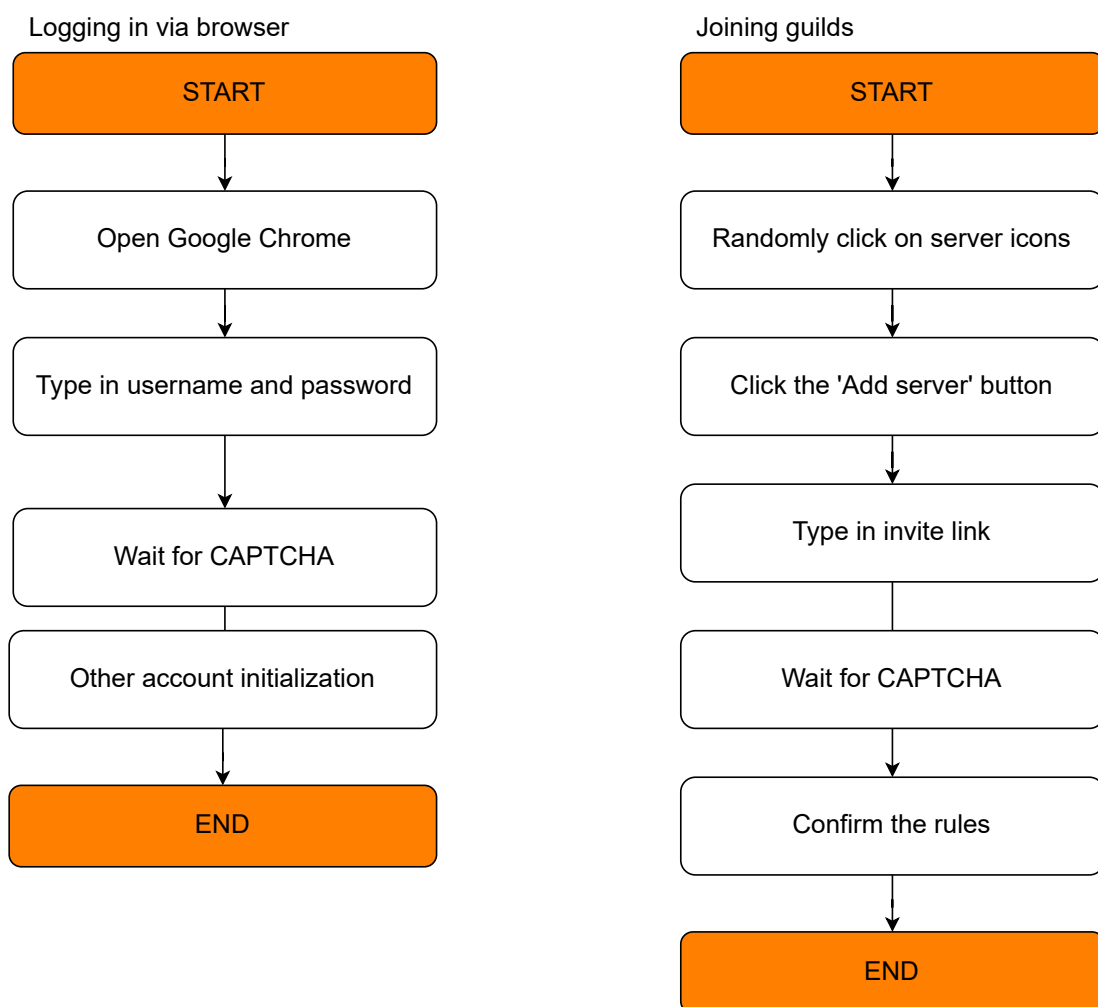 Logging in via browser
START
Open Google Chrome
Type in username and password
Wait for CAPTCHA
Other account initialization
END
Joining guilds
START
Randomly click on server icons
Click the 'Add server' button
Type in invite link
Wait for CAPTCHA
Confirm the rules
END